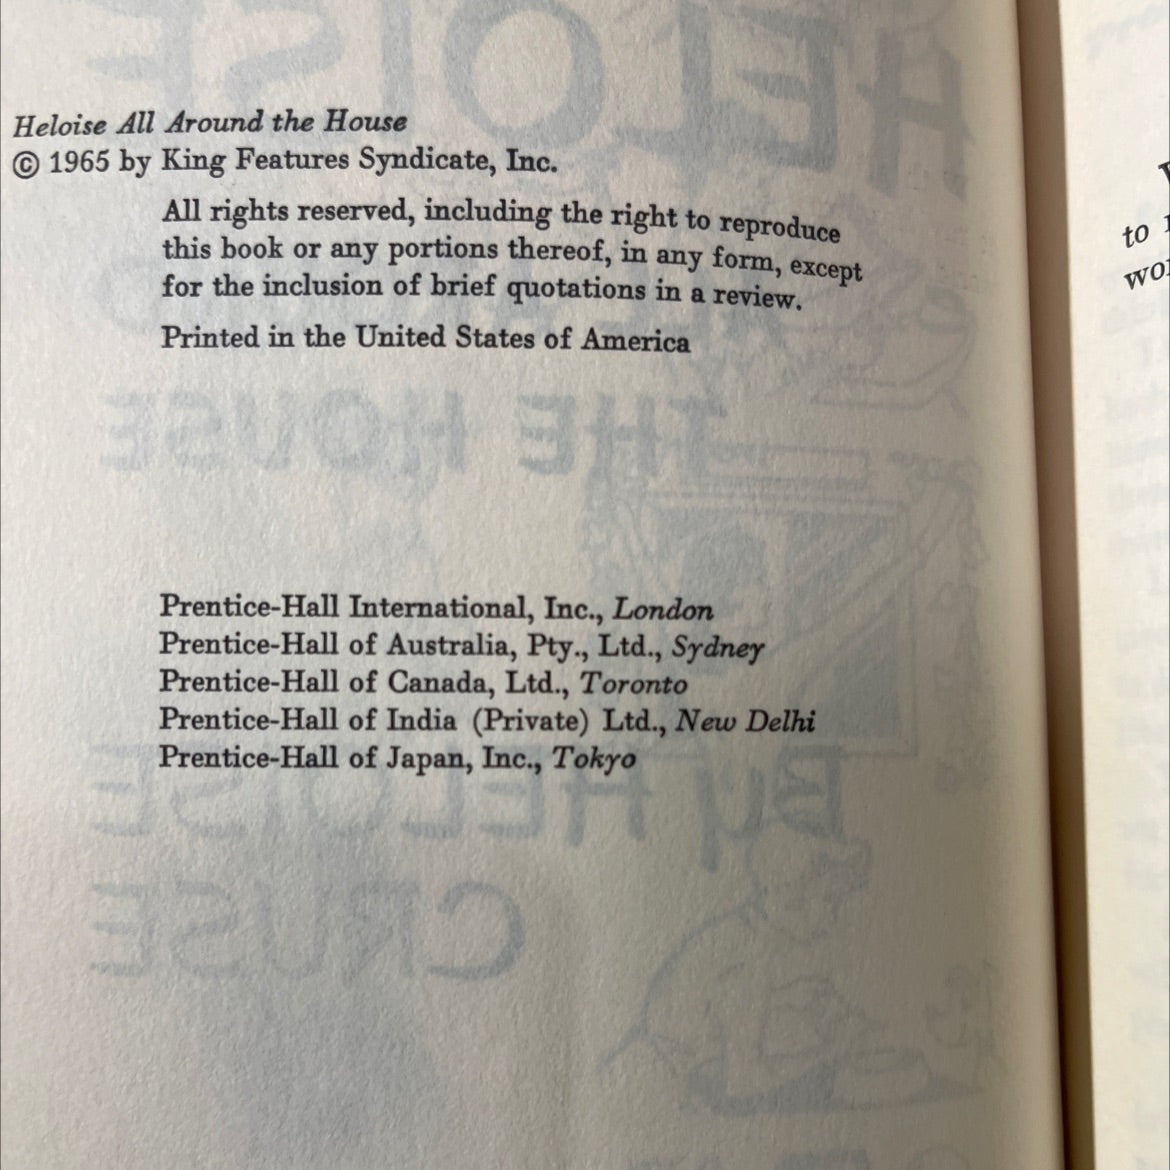 Heloise All Around the House
© 1965 by King Features Syndicate, Inc.
All rights reserved, including the right to reproduce
this book or any portions thereof, in any form, except
for the inclusion of brief quotations in a review.
Printed in the United States of America
Prentice-Hall International, Inc., London
Prentice-Hall of Australia, Pty., Ltd., Sydney
Prentice-Hall of Canada, Ltd., Toronto
Prentice-Hall of India (Private) Ltd., New Delhi
Prentice-Hall of Japan, Inc., Tokyo
to